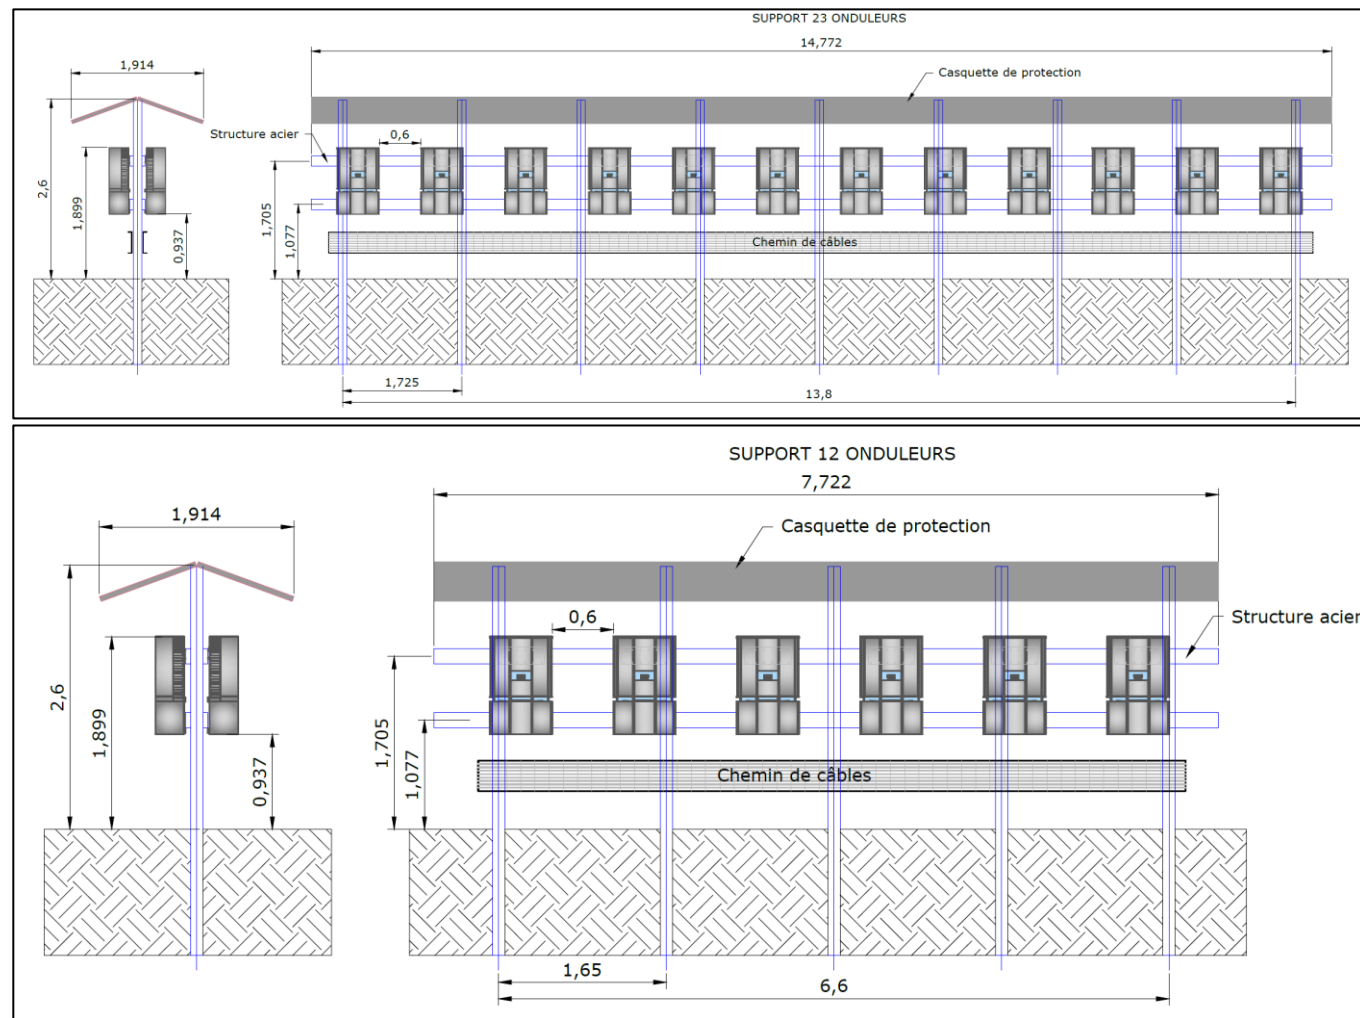 SUPPORT 23 ONDULEURS
14,772
1,914
Casquette de protection
Structure acier
0,6
2,6
1,899
0,937
1,705
1,077
Chemin de câbles
1,725
13,8
SUPPORT 12 ONDULEURS
7,722
1,914
Casquette de protection
0,6
Structure acier
2,6
1,899
0,937
1,705
1,077
Chemin de câbles
1,65
6,6